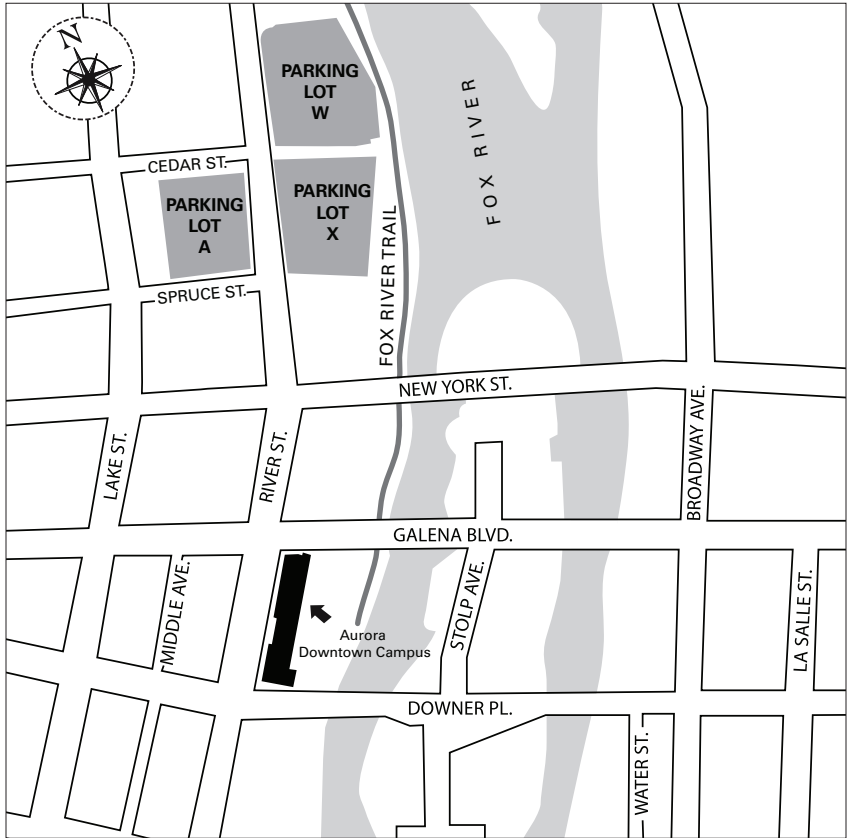 N
PARKING
LOT
W
FOX RIVER
CEDAR ST.
PARKING
LOT
A
PARKING
LOT
X
FOX RIVER TRAIL
SPRUCE ST.
NEW YORK ST.
BROADWAY AVE.
LAKE ST.
RIVER ST.
GALENA BLVD.
MIDDLE AVE.
STOLP AVE.
LA SALLE ST.
Aurora
Downtown Campus
DOWNER PL.
WATER ST.